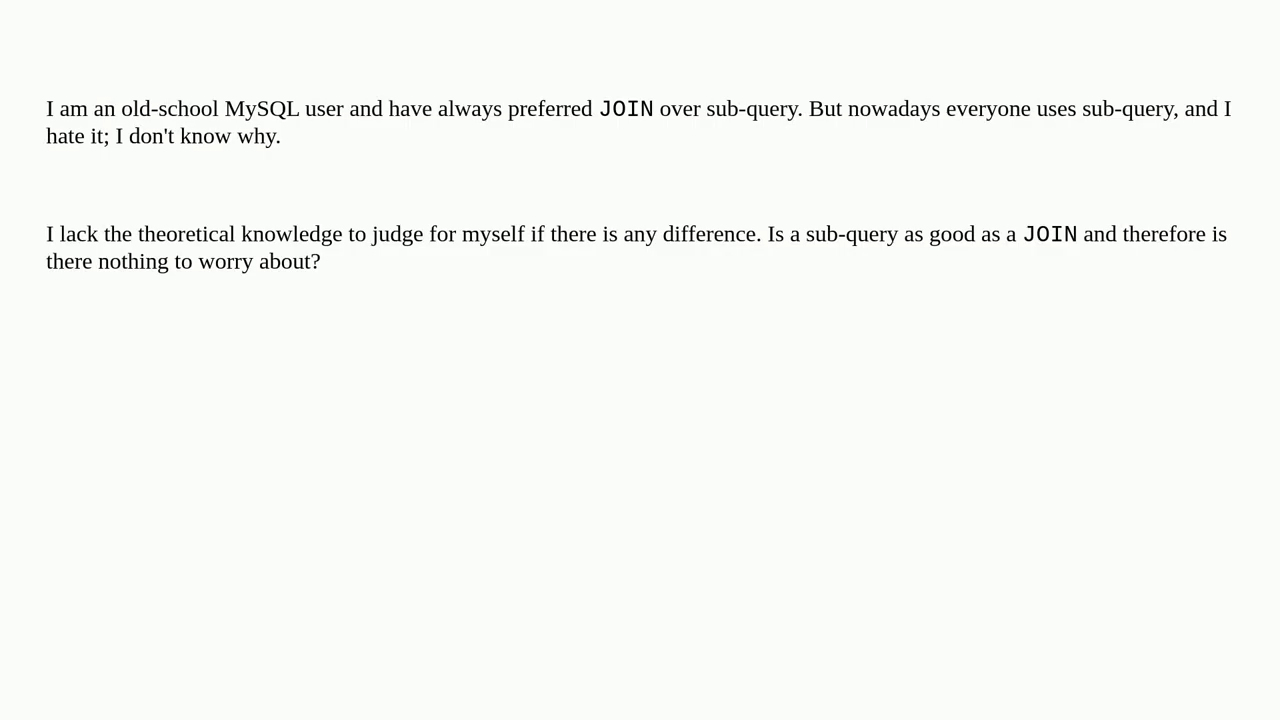 I am an old-school MySQL user and have always preferred JOIN over sub-query. But nowadays everyone uses sub-query, and I
hate it; I don't know why.
I lack the theoretical knowledge to judge for myself if there is any difference. Is a sub-query as good as a JOIN and therefore is
there nothing to worry about?